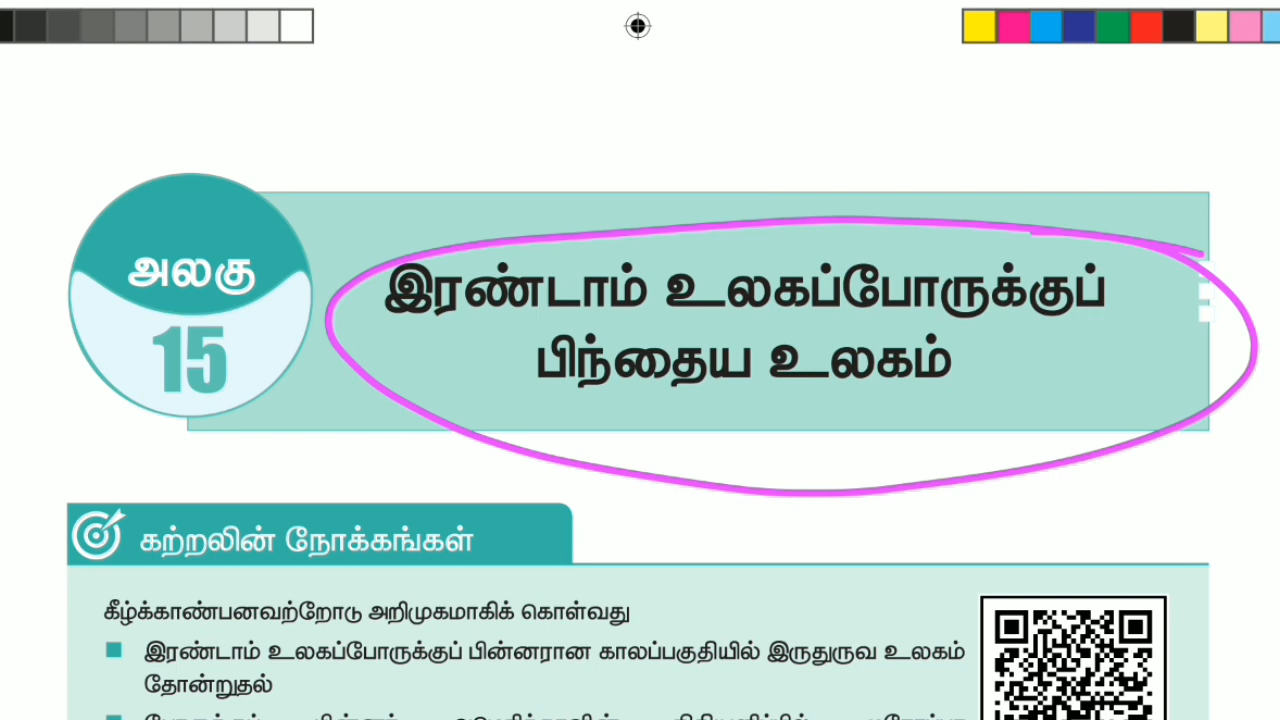 அலகு
15
இரண்டாம் உலகப்போருக்குப்
பிந்தைய உலகம்
கற்றலின் நோக்கங்கள்
கீழ்க்காண்பனவற்றோடு அறிமுகமாகிக் கொள்வது
இரண்டாம் உலகப்போருக்குப் பின்னரான காலப்பகுதியில் இருதுருவ உலகம்
தோன்றுதல்